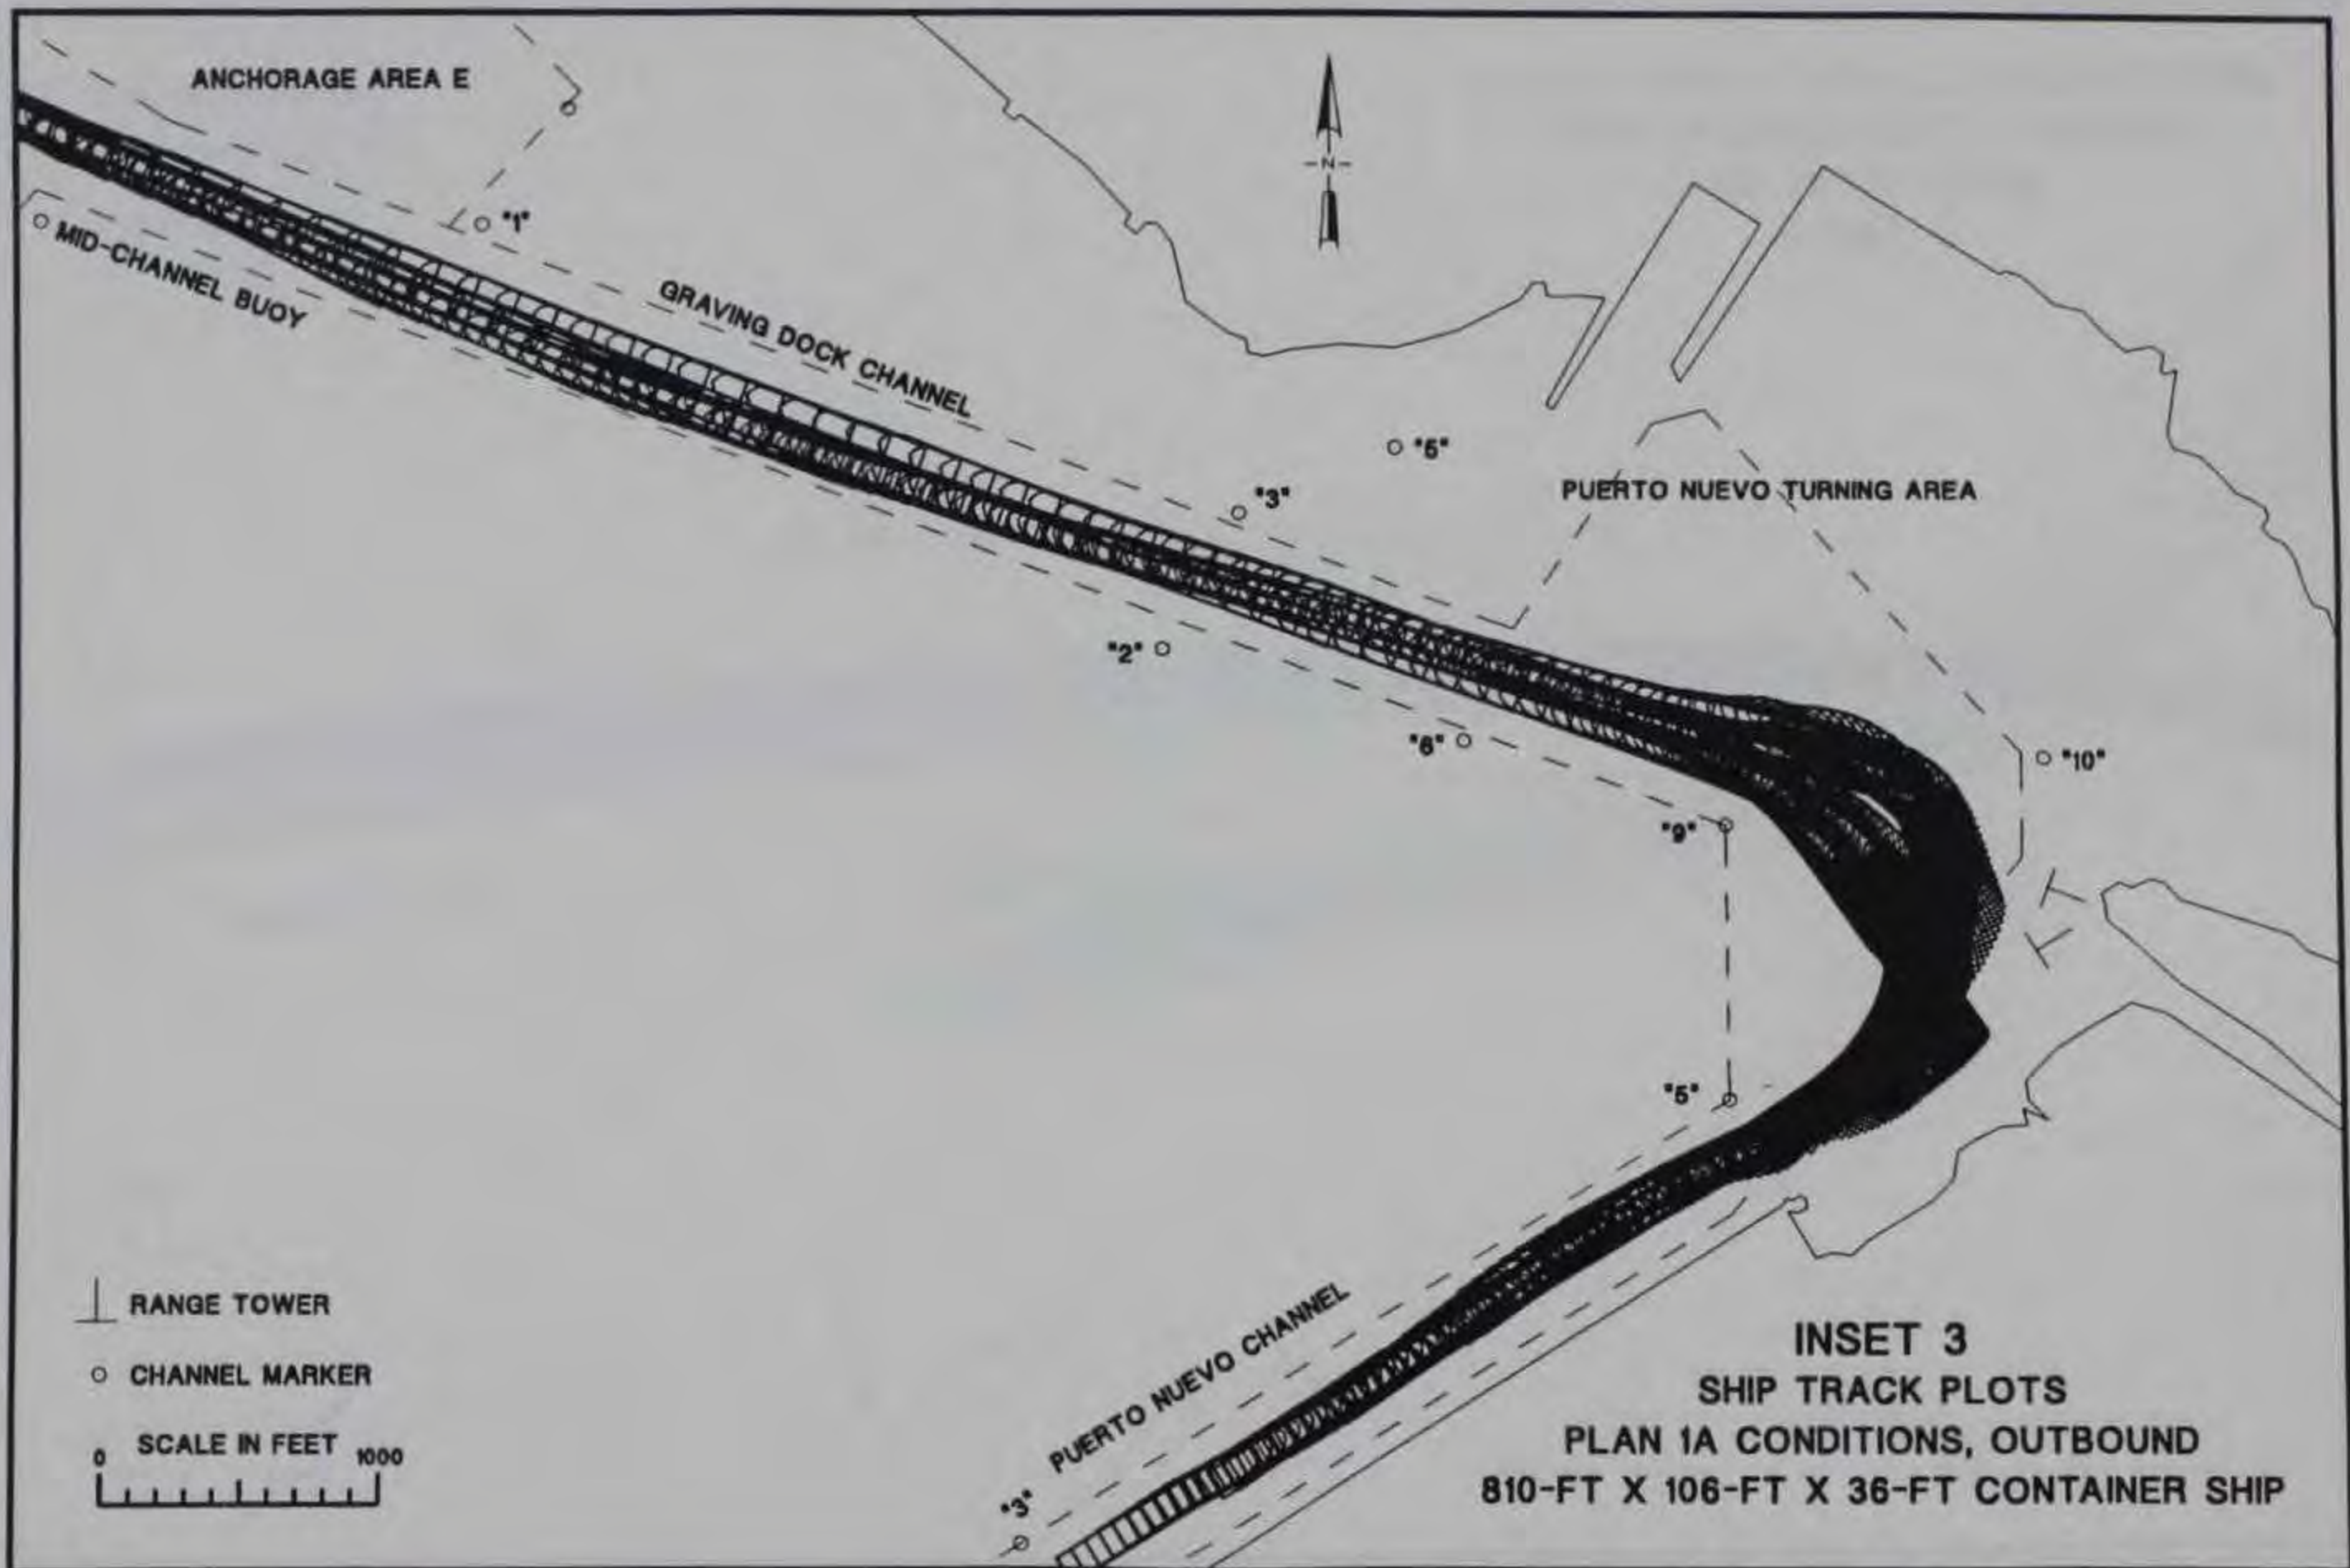 ANCHORAGE AREA E
"1"
MID-CHANNEL BUOY
GRAVING DOCK CHANNEL
-N-
"5"
"3"
PUERTO NUEVO TURNING AREA
"2"
"6"
"10"
"9"
"5"
PUERTO NUEVO CHANNEL
"3"
RANGE TOWER
CHANNEL MARKER
SCALE IN FEET
0 1000
INSET 3
SHIP TRACK PLOTS
PLAN 1A CONDITIONS, OUTBOUND
810-FT X 106-FT X 36-FT CONTAINER SHIP